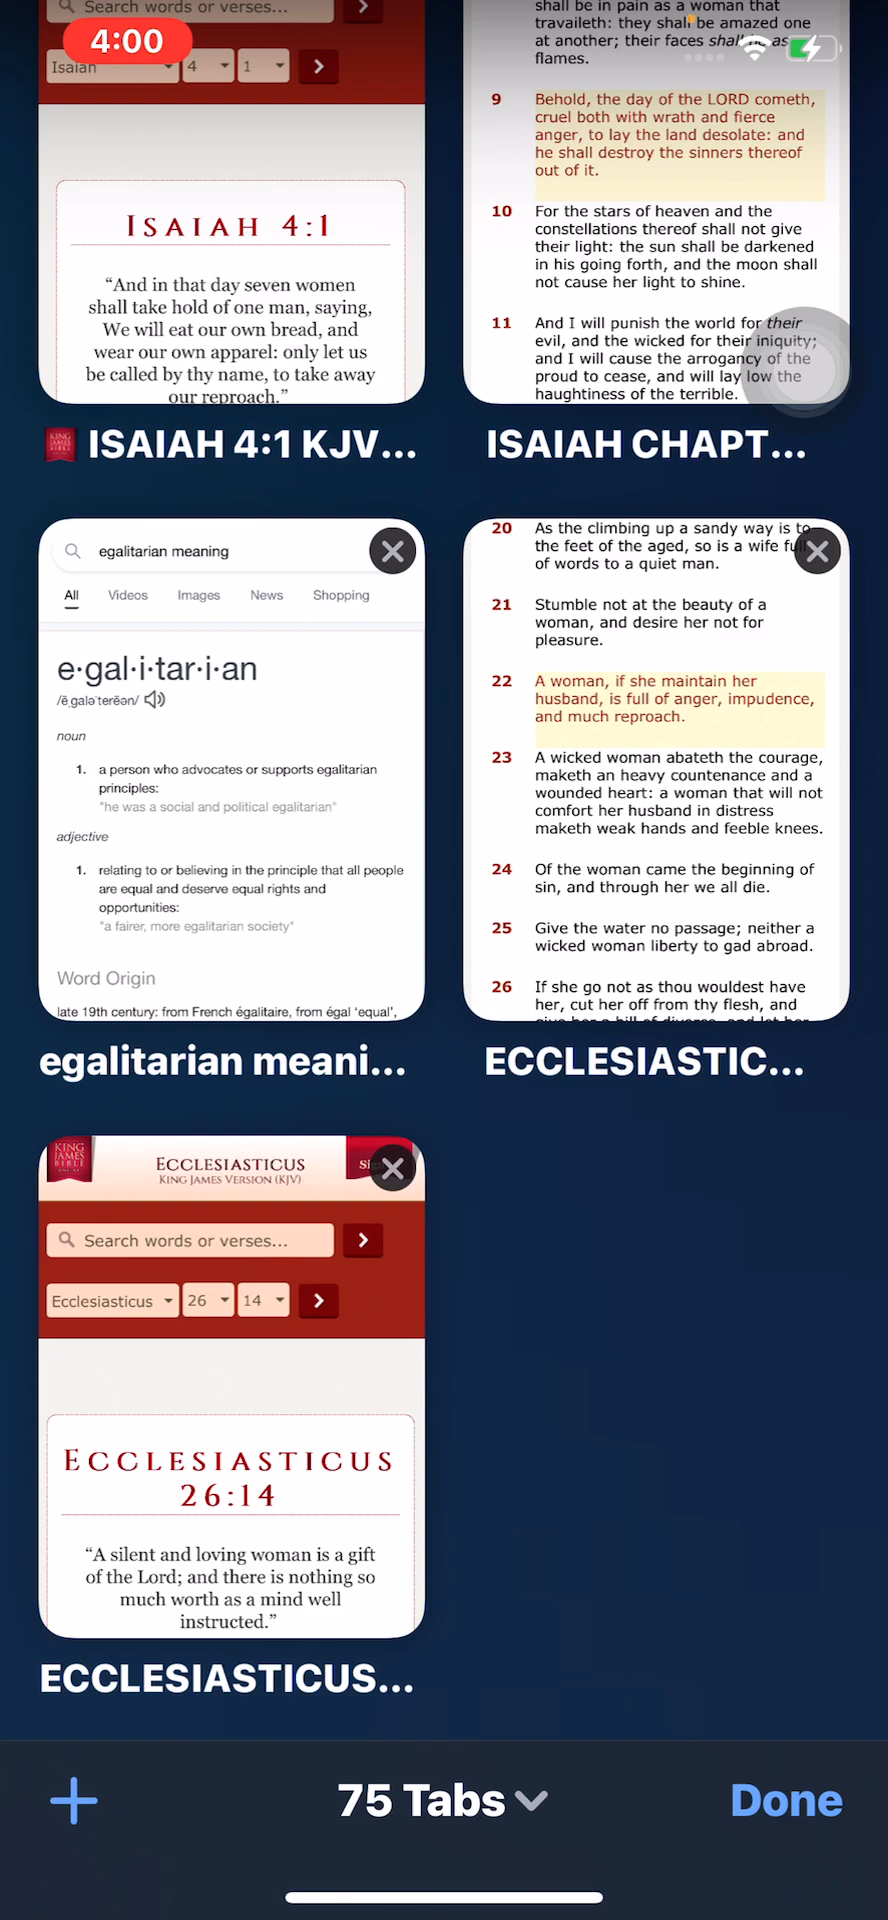 Search words or verses...
4:00
Isaiah 4 1
ISAIAH 4:1
“And in that day seven women
shall take hold of one man, saying,
We will eat our own bread, and
wear our own apparel: only let us
be called by thy name, to take away
our reproach.”
KING
JAMES
BIBLE
ISAIAH 4:1 KJV...
shall be in pain as a woman that
travaileth: they shall be amazed one
at another; their faces shall be as
flames.
9 Behold, the day of the LORD cometh,
cruel both with wrath and fierce
anger, to lay the land desolate: and
he shall destroy the sinners thereof
out of it.
10 For the stars of heaven and the
constellations thereof shall not give
their light: the sun shall be darkened
in his going forth, and the moon shall
not cause her light to shine.
11 And I will punish the world for their
evil, and the wicked for their iniquity;
and I will cause the arrogancy of the
proud to cease, and will lay low the
haughtiness of the terrible.
ISAIAH CHAPT...
egalitarian meaning
All Videos Images News Shopping
e·gal·i·tar·i·an
/ēˌɡaləˈterēən/
noun
1. a person who advocates or supports egalitarian
principles:
"he was a social and political egalitarian"
adjective
1. relating to or believing in the principle that all people
are equal and deserve equal rights and
opportunities:
"a fairer, more egalitarian society"
Word Origin
late 19th century: from French égalitaire, from égal ‘equal’,
egalitarian meani...
20 As the climbing up a sandy way is to
the feet of the aged, so is a wife full
of words to a quiet man.
21 Stumble not at the beauty of a
woman, and desire her not for
pleasure.
22 A woman, if she maintain her
husband, is full of anger, impudence,
and much reproach.
23 A wicked woman abateth the courage,
maketh an heavy countenance and a
wounded heart: a woman that will not
comfort her husband in distress
maketh weak hands and feeble knees.
24 Of the woman came the beginning of
sin, and through her we all die.
25 Give the water no passage; neither a
wicked woman liberty to gad abroad.
26 If she go not as thou wouldest have
her, cut her off from thy flesh, and
give her a bill of divorce, and let her
ECCLESIASTIC...
KING
JAMES
BIBLE
ECCLESIASTICUS
KING JAMES VERSION (KJV)
Search words or verses...
Ecclesiasticus 26 14
ECCLESIASTICUS
26:14
“A silent and loving woman is a gift
of the Lord; and there is nothing so
much worth as a mind well
instructed.”
ECCLESIASTICUS...
75 Tabs
Done